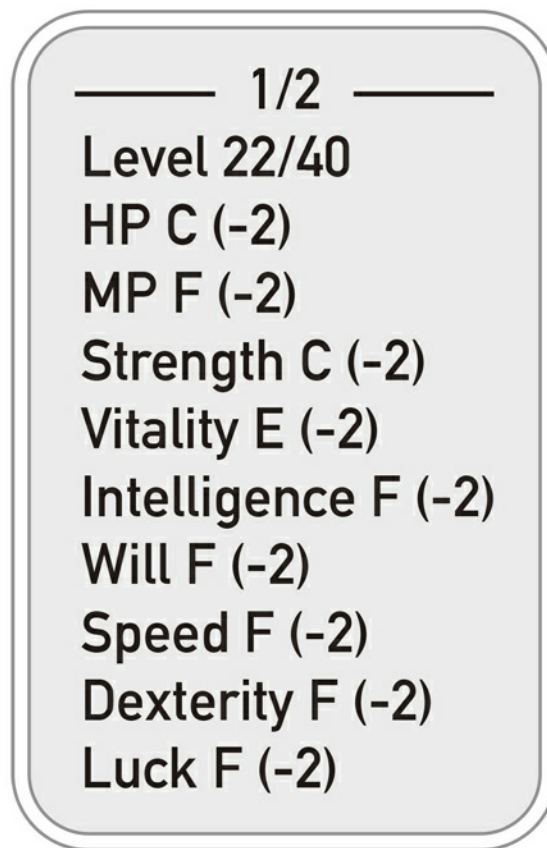 1/2
Level 22/40
HP C (-2)
MP F (-2)
Strength C (-2)
Vitality E (-2)
Intelligence F (-2)
Will F (-2)
Speed F (-2)
Dexterity F (-2)
Luck F (-2)